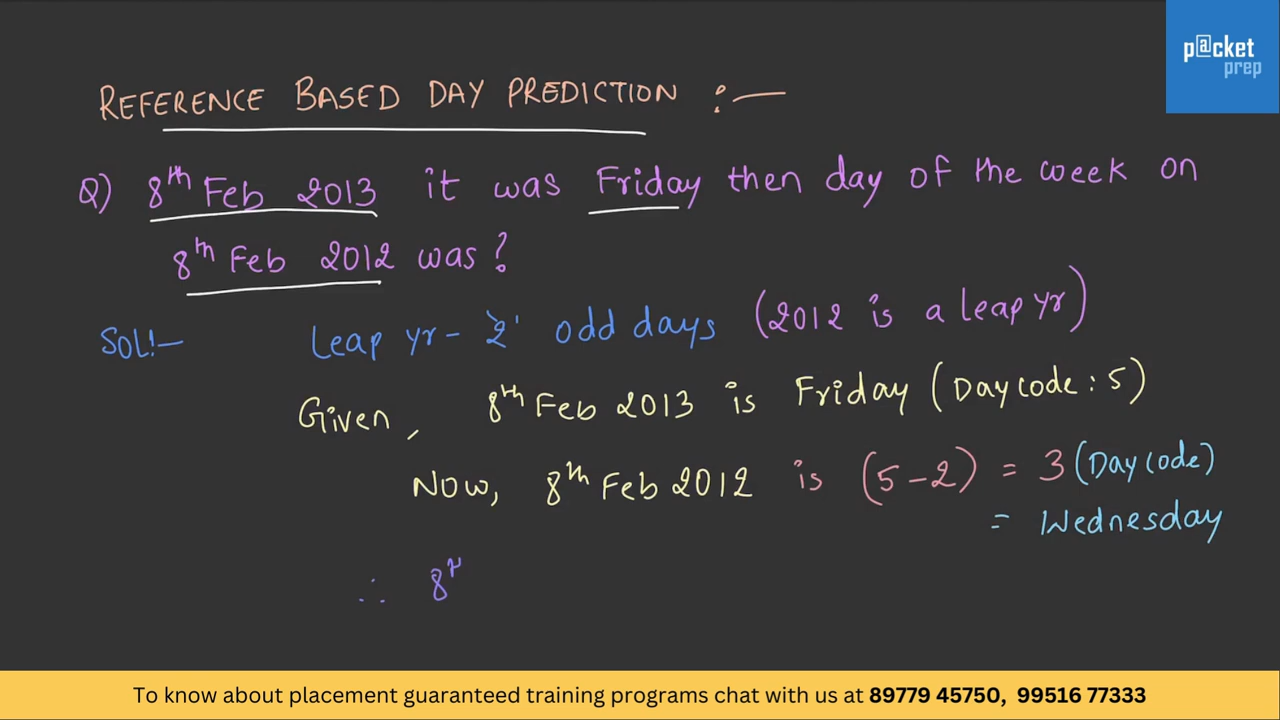 p@cket
prep
REFERENCE BASED DAY PREDICTION :—
Q) 8th Feb 2013 it was Friday then day of the week on
8th Feb 2012 was?
Sol!— Leap yr - '2' odd days (2012 is a leap yr)
Given, 8th Feb 2013 is Friday (Day code : 5)
Now, 8th Feb 2012 is (5-2) = 3 (Day code)
= Wednesday
∴ 8
To know about placement guaranteed training programs chat with us at 89779 45750, 99516 77333